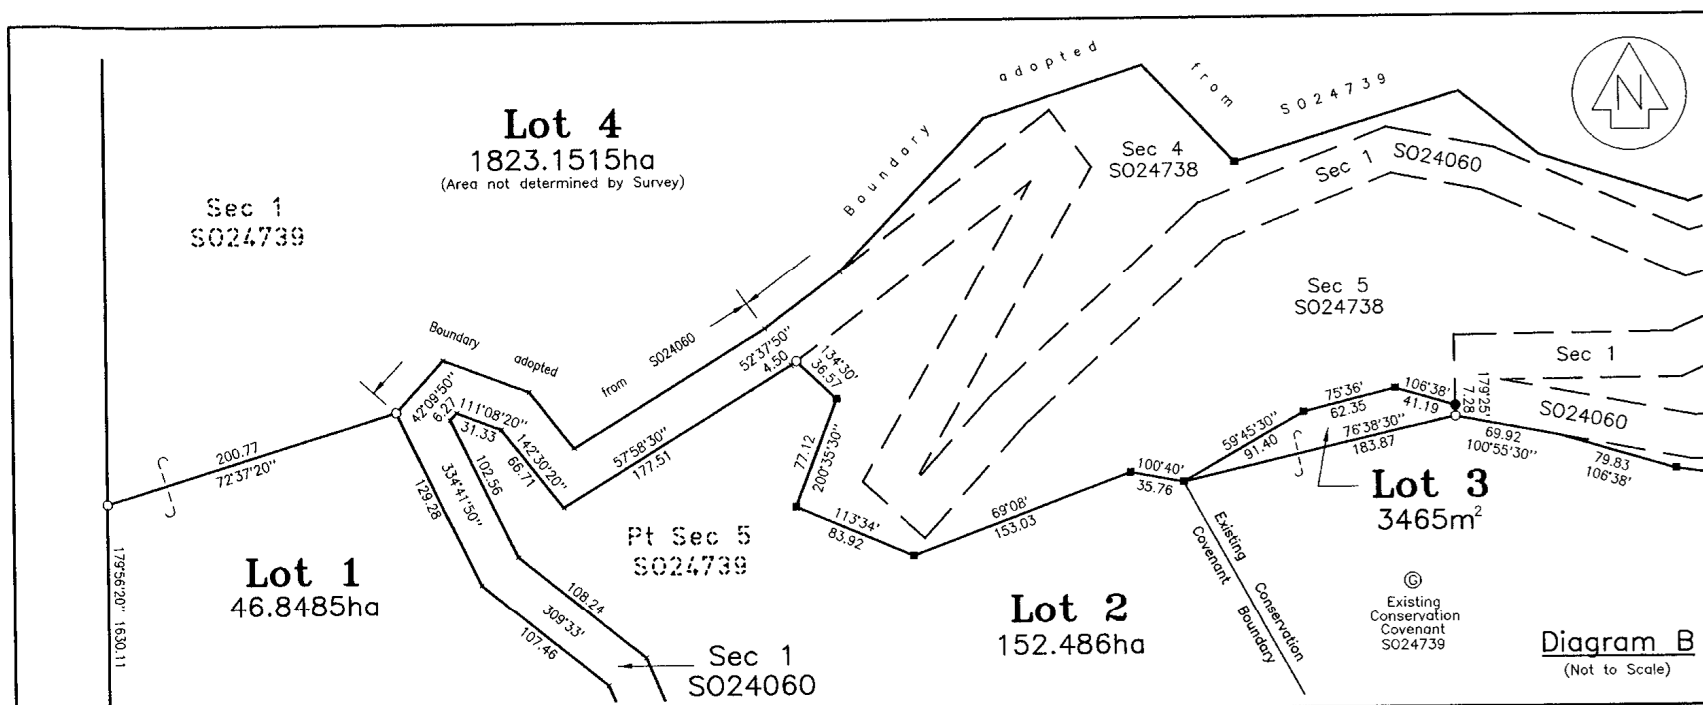 Lot 4
1823.1515ha
(Area not determined by Survey)
Sec 1
SO24739
Boundary adopted from SO24739
N
Sec 4
SO24738
Sec 1
SO24060
Sec 5
SO24738
Boundary adopted from SO24060
52°37'50"
4.50
134°30'
36.57
42°09'50"
6.27
111°08'20"
31.33
142°30'20"
66.71
57°58'30"
177.51
77.12
200°35'30"
200.77
72°37'20"
129.28
334°41'50"
102.56
113°34'
83.92
69°08'
153.03
100°40'
35.76
59°45'30"
91.40
75°36'
62.35
106°38'
41.19
76°38'30"
183.87
179°25'
7.28
Sec 1
SO24060
69.92
100°55'30"
79.83
106°38'
Lot 3
3465m²
Pt Sec 5
SO24739
Lot 1
46.8485ha
179°56'20" 1630.11
108.24
309°33'
107.46
Sec 1
SO24060
Lot 2
152.486ha
Existing Conservation
Covenant Boundary
G
Existing
Conservation
Covenant
SO24739
Diagram B
(Not to Scale)